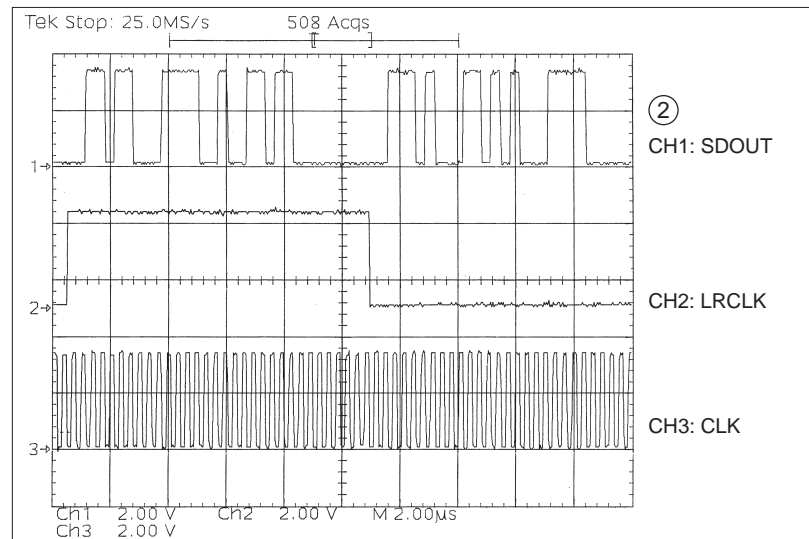 Tek Stop: 25.0MS/s 508 Acqs
②
CH1: SDOUT
1
CH2: LRCLK
2
CH3: CLK
3
Ch1 2.00 V Ch2 2.00 V M 2.00µs
Ch3 2.00 V